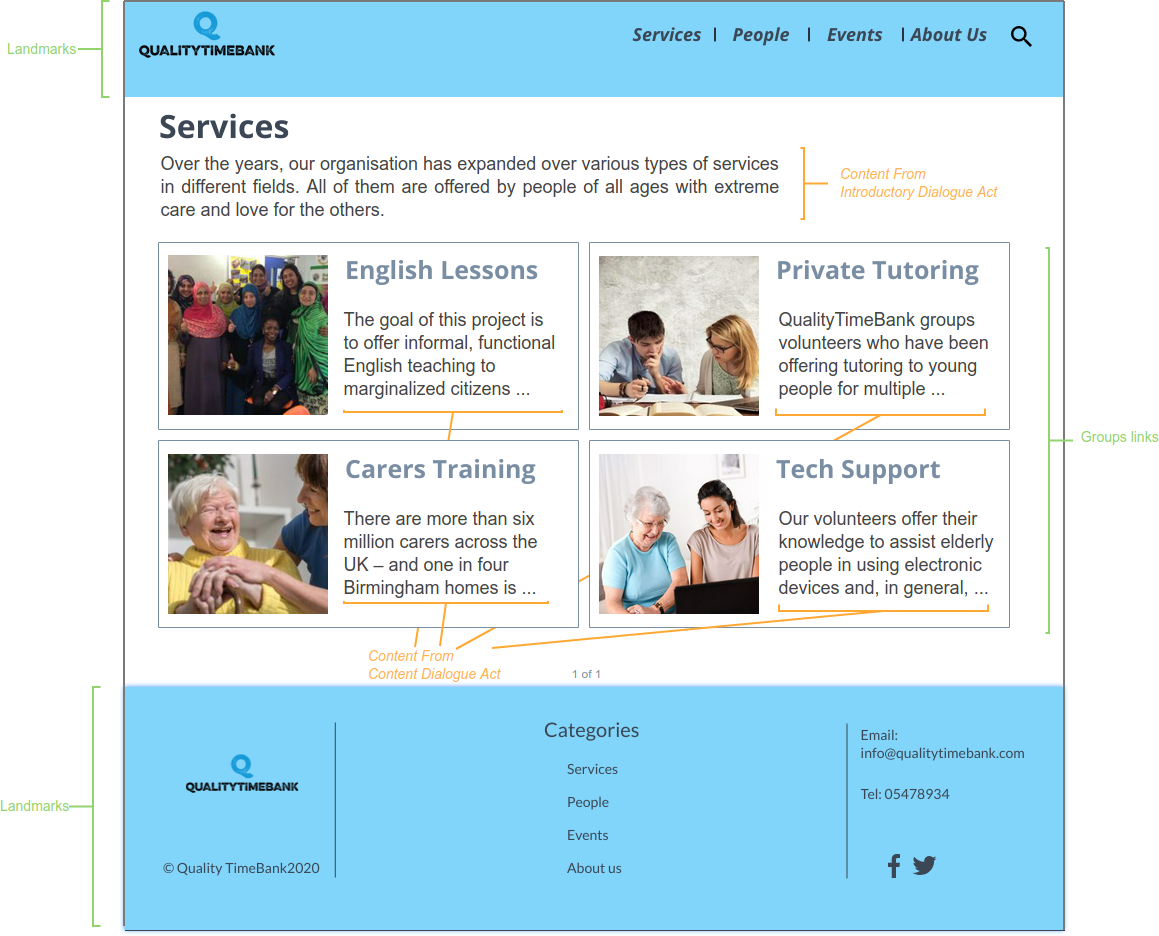 Landmarks
QUALITYTIMEBANK
Services | People | Events | About Us
Services
Over the years, our organisation has expanded over various types of services
in different fields. All of them are offered by people of all ages with extreme
care and love for the others.
Content From
Introductory Dialogue Act
English Lessons
The goal of this project is
to offer informal, functional
English teaching to
marginalized citizens ...
Private Tutoring
QualityTimeBank groups
volunteers who have been
offering tutoring to young
people for multiple ...
Groups links
Carers Training
There are more than six
million carers across the
UK – and one in four
Birmingham homes is ...
Tech Support
Our volunteers offer their
knowledge to assist elderly
people in using electronic
devices and, in general, ...
Content From
Content Dialogue Act
1 of 1
Landmarks
QUALITYTIMEBANK
© Quality TimeBank2020
Categories
Services
People
Events
About us
Email:
info@qualitytimebank.com
Tel: 05478934